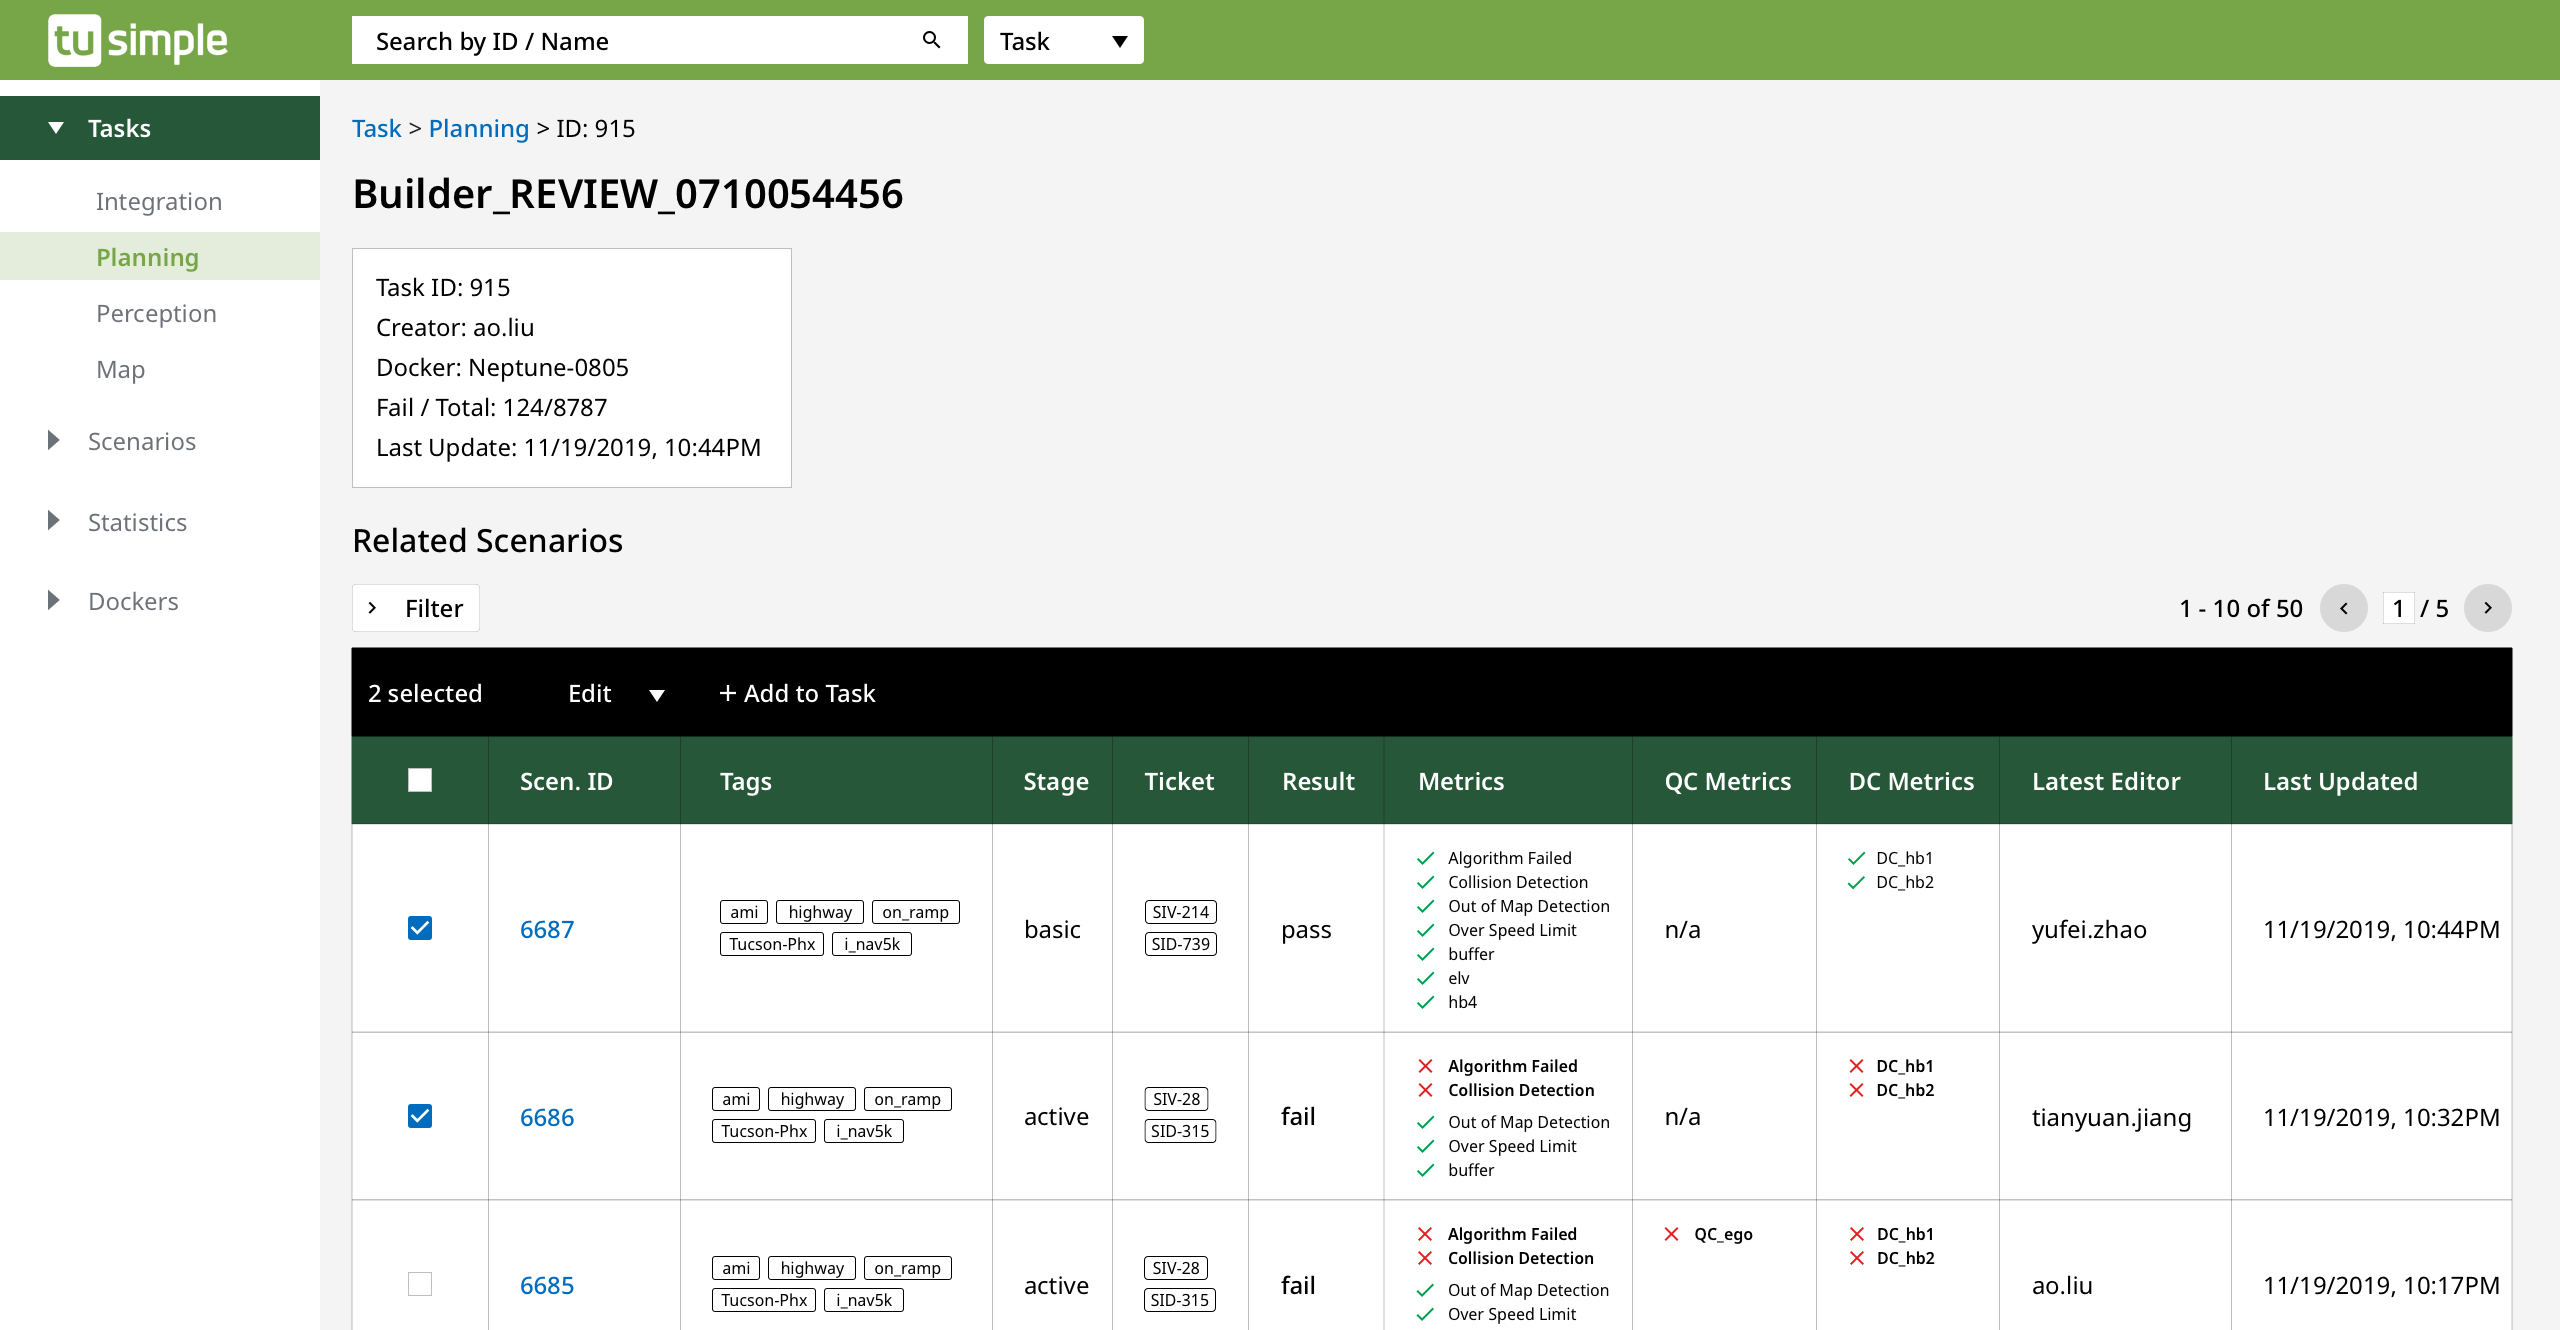 tu simple
Search by ID / Name
Task
Tasks
Integration
Planning
Perception
Map
Scenarios
Statistics
Dockers
Task > Planning > ID: 915
Builder_REVIEW_0710054456
Task ID: 915
Creator: ao.liu
Docker: Neptune-0805
Fail / Total: 124/8787
Last Update: 11/19/2019, 10:44PM
Related Scenarios
Filter
1 - 10 of 50
1 / 5
2 selected Edit + Add to Task
Scen. ID Tags Stage Ticket Result Metrics QC Metrics DC Metrics Latest Editor Last Updated
6687
ami highway on_ramp
Tucson-Phx i_nav5k
basic
SIV-214
SID-739
pass
Algorithm Failed
Collision Detection
Out of Map Detection
Over Speed Limit
buffer
elv
hb4
n/a
DC_hb1
DC_hb2
yufei.zhao
11/19/2019, 10:44PM
6686
ami highway on_ramp
Tucson-Phx i_nav5k
active
SIV-28
SID-315
fail
Algorithm Failed
Collision Detection
Out of Map Detection
Over Speed Limit
buffer
n/a
DC_hb1
DC_hb2
tianyuan.jiang
11/19/2019, 10:32PM
6685
ami highway on_ramp
Tucson-Phx i_nav5k
active
SIV-28
SID-315
fail
Algorithm Failed
Collision Detection
Out of Map Detection
Over Speed Limit
QC_ego
DC_hb1
DC_hb2
ao.liu
11/19/2019, 10:17PM